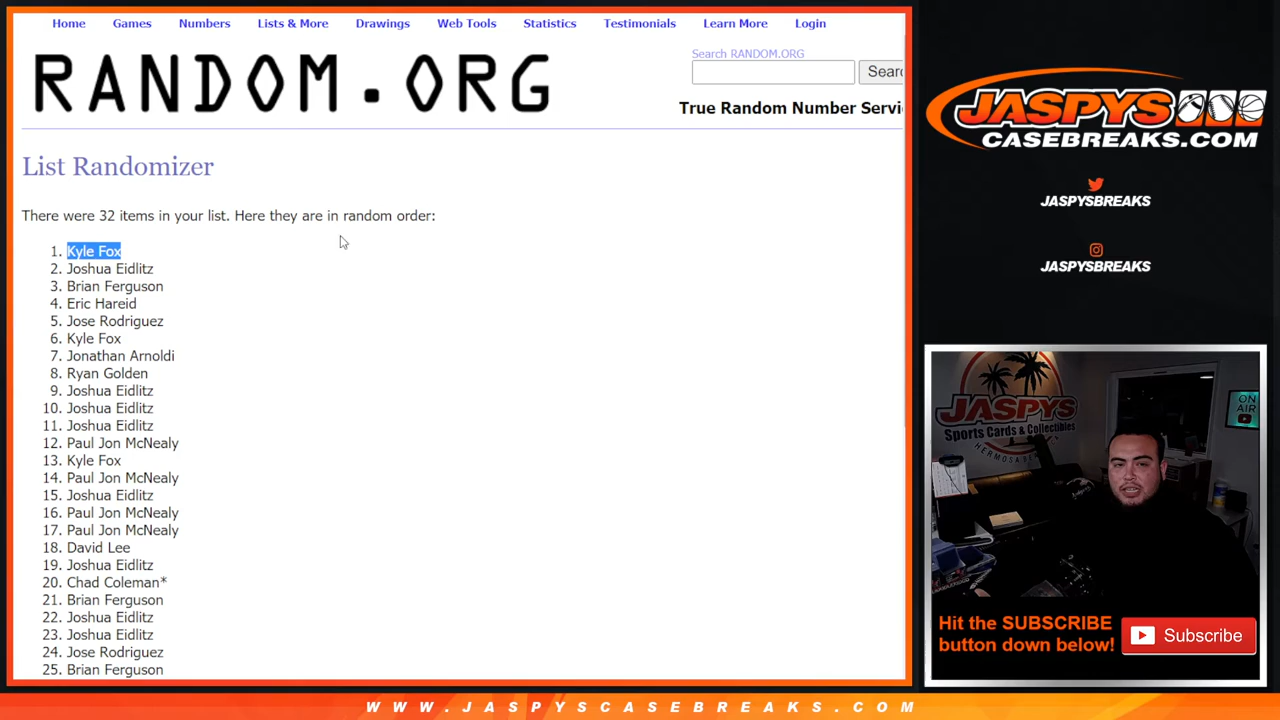 Home Games Numbers Lists & More Drawings Web Tools Statistics Testimonials Learn More Login
RANDOM.ORG
Search RANDOM.ORG
Searc
True Random Number Servi
List Randomizer
There were 32 items in your list. Here they are in random order:
1. Kyle Fox
2. Joshua Eidlitz
3. Brian Ferguson
4. Eric Hareid
5. Jose Rodriguez
6. Kyle Fox
7. Jonathan Arnoldi
8. Ryan Golden
9. Joshua Eidlitz
10. Joshua Eidlitz
11. Joshua Eidlitz
12. Paul Jon McNealy
13. Kyle Fox
14. Paul Jon McNealy
15. Joshua Eidlitz
16. Paul Jon McNealy
17. Paul Jon McNealy
18. David Lee
19. Joshua Eidlitz
20. Chad Coleman*
21. Brian Ferguson
22. Joshua Eidlitz
23. Joshua Eidlitz
24. Jose Rodriguez
25. Brian Ferguson
JASPYS
CASEBREAKS.COM
JASPYSBREAKS
JASPYSBREAKS
JASPYS
Sports Cards & Collectibles
HERMOSA BEACH
ON
AIR
Hit the SUBSCRIBE
button down below!
Subscribe
WWW.JASPYSCASEBREAKS.COM